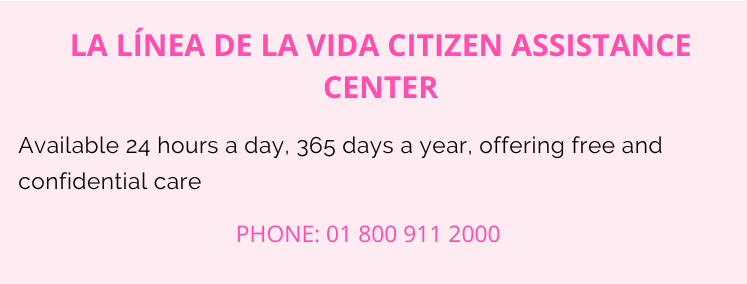 LA LÍNEA DE LA VIDA CITIZEN ASSISTANCE
CENTER
Available 24 hours a day, 365 days a year, offering free and
confidential care
PHONE: 01 800 911 2000